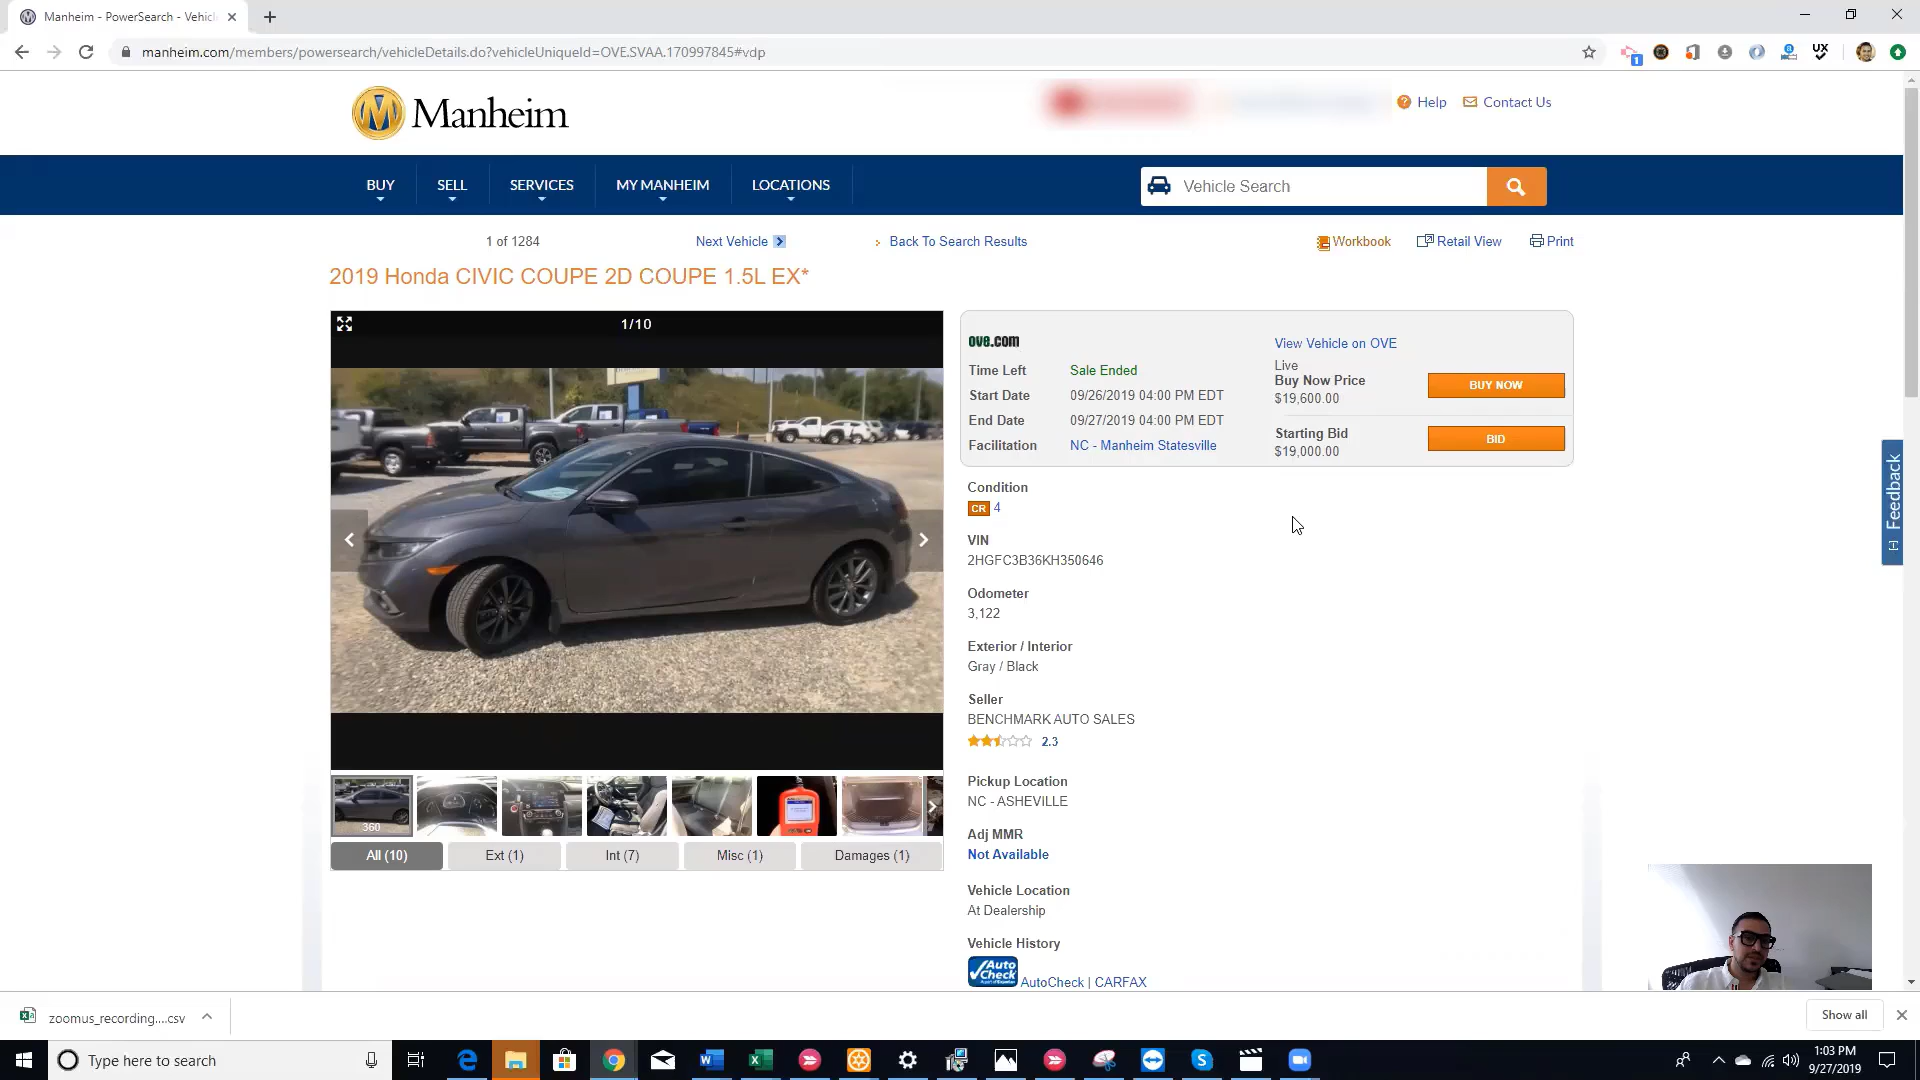 Manheim - PowerSearch - Vehicl
manheim.com/members/powersearch/vehicleDetails.do?vehicleUniqueId=OVE.SVAA.170997845#vdp
1
8
UX
Manheim
Help
Contact Us
BUY
SELL
SERVICES
MY MANHEIM
LOCATIONS
Vehicle Search
1 of 1284
Next Vehicle
Back To Search Results
Workbook
Retail View
Print
2019 Honda CIVIC COUPE 2D COUPE 1.5L EX*
1/10
ove.com
View Vehicle on OVE
Time Left Sale Ended
Start Date 09/26/2019 04:00 PM EDT
End Date 09/27/2019 04:00 PM EDT
Facilitation NC - Manheim Statesville
Live
Buy Now Price
$19,600.00
BUY NOW
Starting Bid
$19,000.00
BID
Condition
CR 4
VIN
2HGFC3B36KH350646
Odometer
3,122
Exterior / Interior
Gray / Black
Seller
BENCHMARK AUTO SALES
2.3
Pickup Location
NC - ASHEVILLE
Adj MMR
Not Available
Vehicle Location
At Dealership
Vehicle History
Auto Check
AutoCheck | CARFAX
360
All (10)
Ext (1)
Int (7)
Misc (1)
Damages (1)
[-] Feedback
zoomus_recording....csv
Show all
Type here to search
1:03 PM
9/27/2019